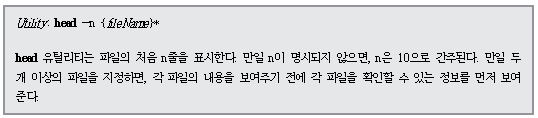 Utility: head –n {fileName}*
head 유틸리티는 파일의 처음 n줄을 표시한다. 만일 n이 명시되지 않으면, n은 10으로 간주된다. 만일 두
개 이상의 파일을 지정하면, 각 파일의 내용을 보여주기 전에 각 파일을 확인할 수 있는 정보를 먼저 보여
준다.